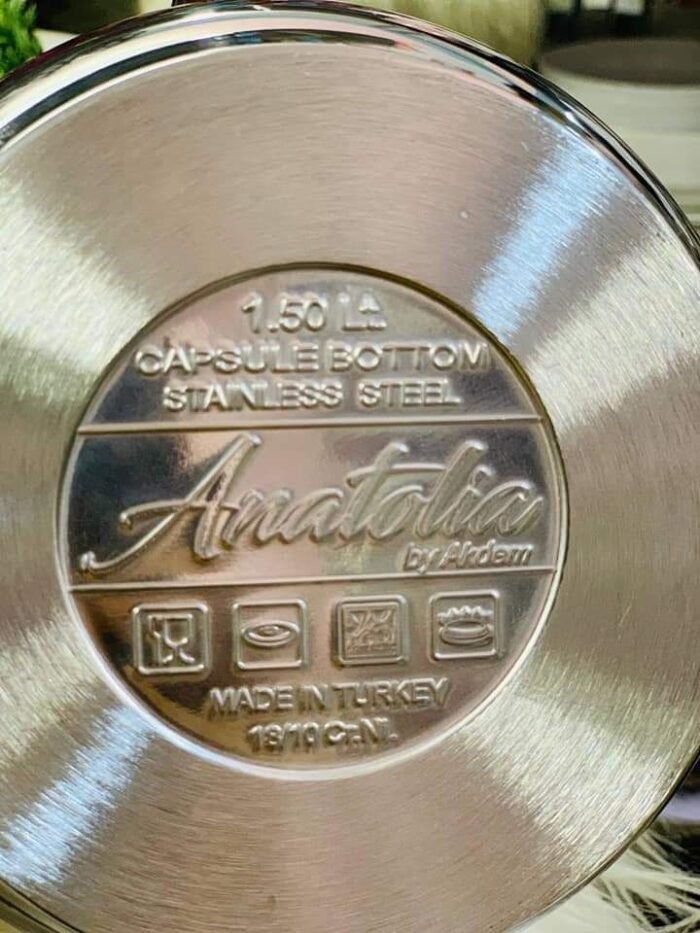 1.50 Lt.
CAPSULE BOTTOM
STAINLESS STEEL
Anatolia
by Akdem
MADE IN TURKEY
18/10 Cr.Ni.